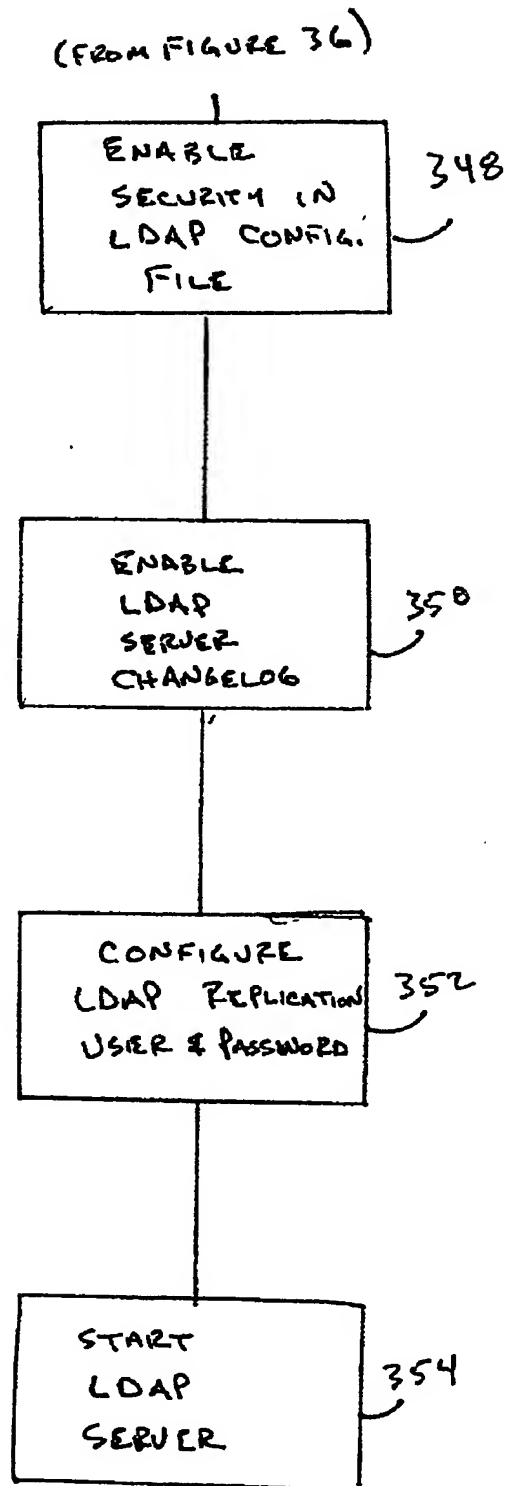 (FROM FIGURE 36)
ENABLE
SECURITY IN
LDAP CONFIG.
FILE
348
ENABLE
LDAP
SERVER
CHANGELOG
350
CONFIGURE
LDAP REPLICATION
USER & PASSWORD
352
START
LDAP
SERVER
354